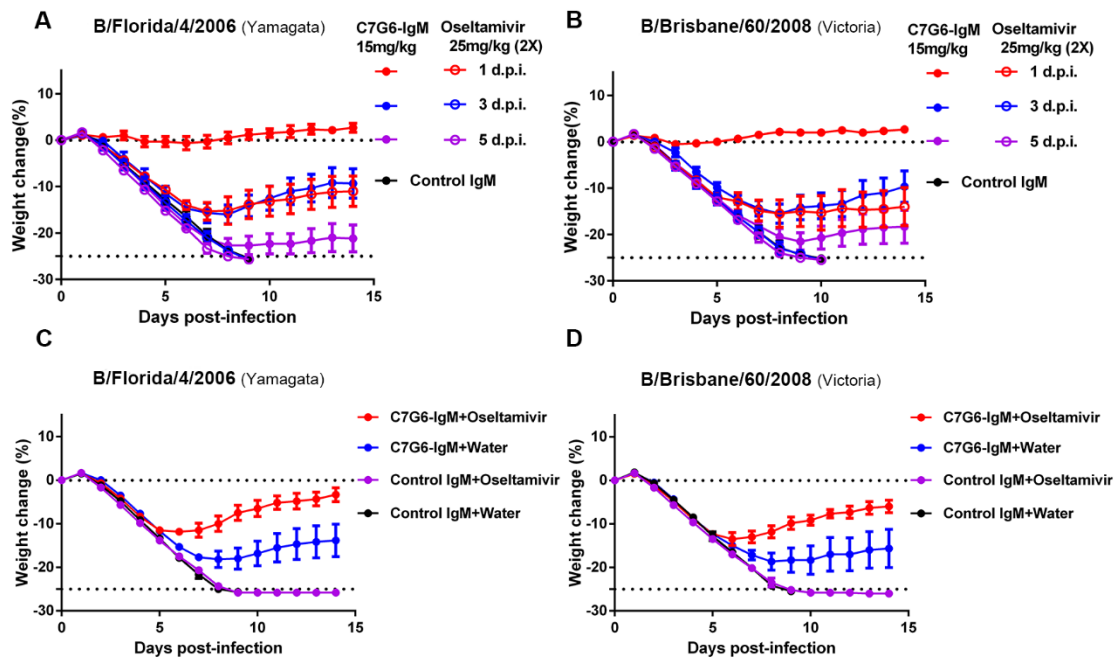 A
B/Florida/4/2006 (Yamagata)
C7G6-IgM Oseltamivir
15mg/kg 25mg/kg (2X)
1 d.p.i.
3 d.p.i.
5 d.p.i.
Control IgM
Weight change(%)
10
0
-10
-20
-30
0 5 10 15
Days post-infection
B
B/Brisbane/60/2008 (Victoria)
C7G6-IgM Oseltamivir
15mg/kg 25mg/kg (2X)
1 d.p.i.
3 d.p.i.
5 d.p.i.
Control IgM
Weight change(%)
10
0
-10
-20
-30
0 5 10 15
Days post-infection
C
B/Florida/4/2006 (Yamagata)
C7G6-IgM+Oseltamivir
C7G6-IgM+Water
Control IgM+Oseltamivir
Control IgM+Water
Weight change (%)
10
0
-10
-20
-30
0 5 10 15
Days post-infection
D
B/Brisbane/60/2008 (Victoria)
C7G6-IgM+Oseltamivir
C7G6-IgM+Water
Control IgM+Oseltamivir
Control IgM+Water
Weight change (%)
10
0
-10
-20
-30
0 5 10 15
Days post-infection